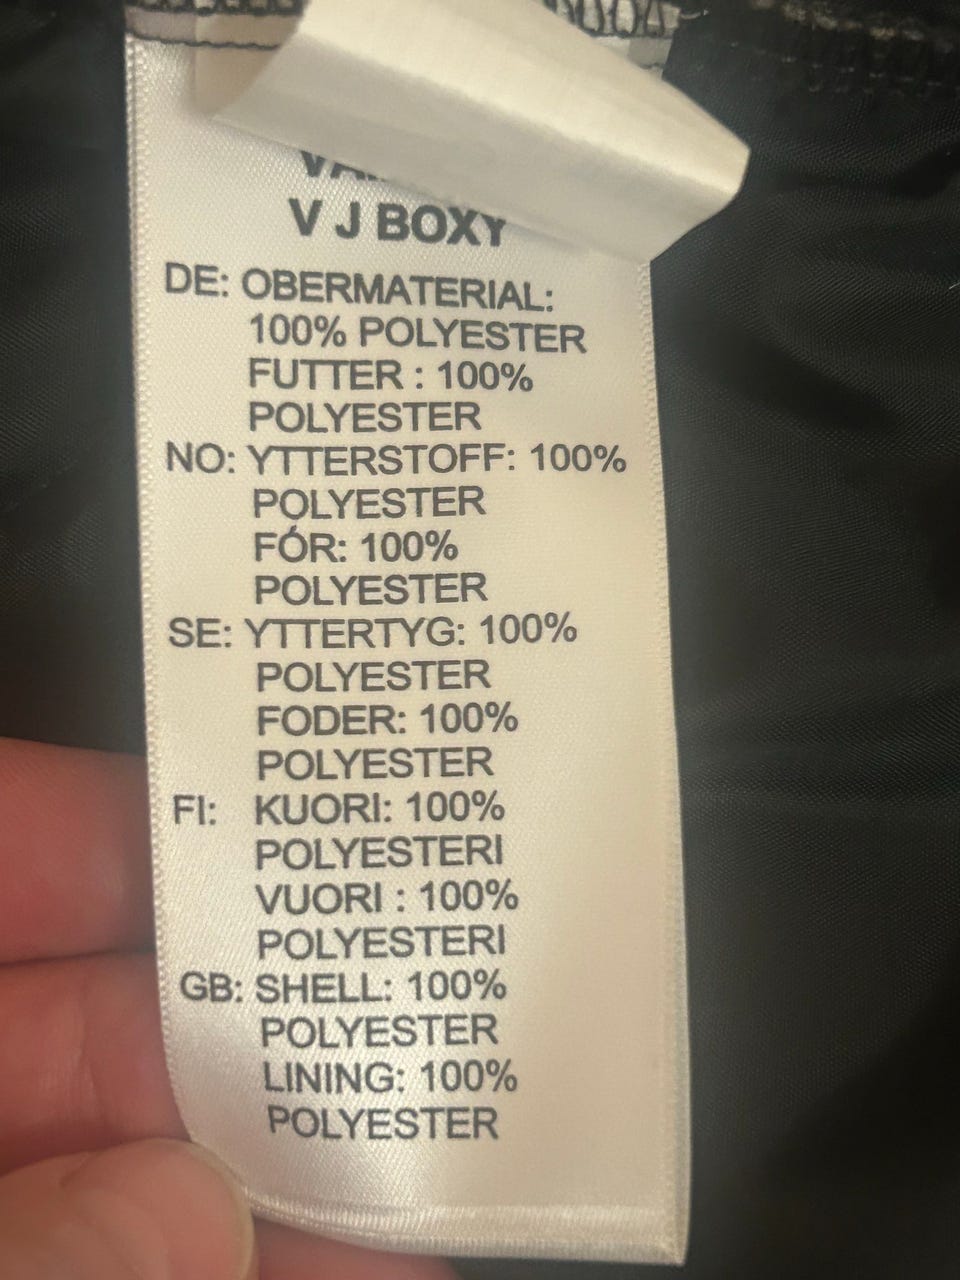 V J BOXY
DE: OBERMATERIAL:
100% POLYESTER
FUTTER : 100%
POLYESTER
NO: YTTERSTOFF: 100%
POLYESTER
FÓR: 100%
POLYESTER
SE: YTTERTYG: 100%
POLYESTER
FODER: 100%
POLYESTER
FI: KUORI: 100%
POLYESTERI
VUORI : 100%
POLYESTERI
GB: SHELL: 100%
POLYESTER
LINING: 100%
POLYESTER